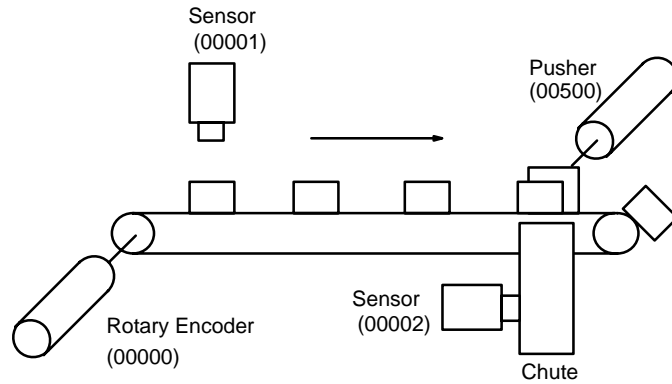 Sensor
(00001)
Pusher
(00500)
Sensor
(00002)
Rotary Encoder
(00000)
Chute